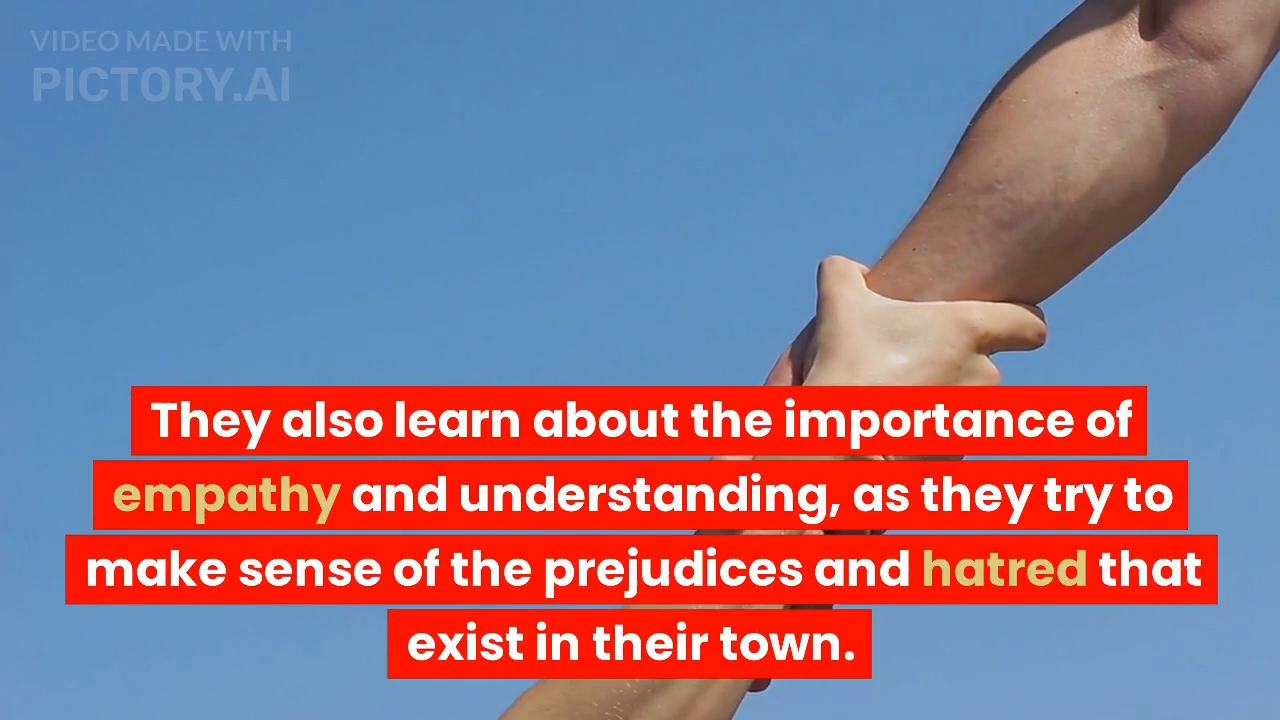 VIDEO MADE WITH
PICTORY.AI
They also learn about the importance of
empathy and understanding, as they try to
make sense of the prejudices and hatred that
exist in their town.